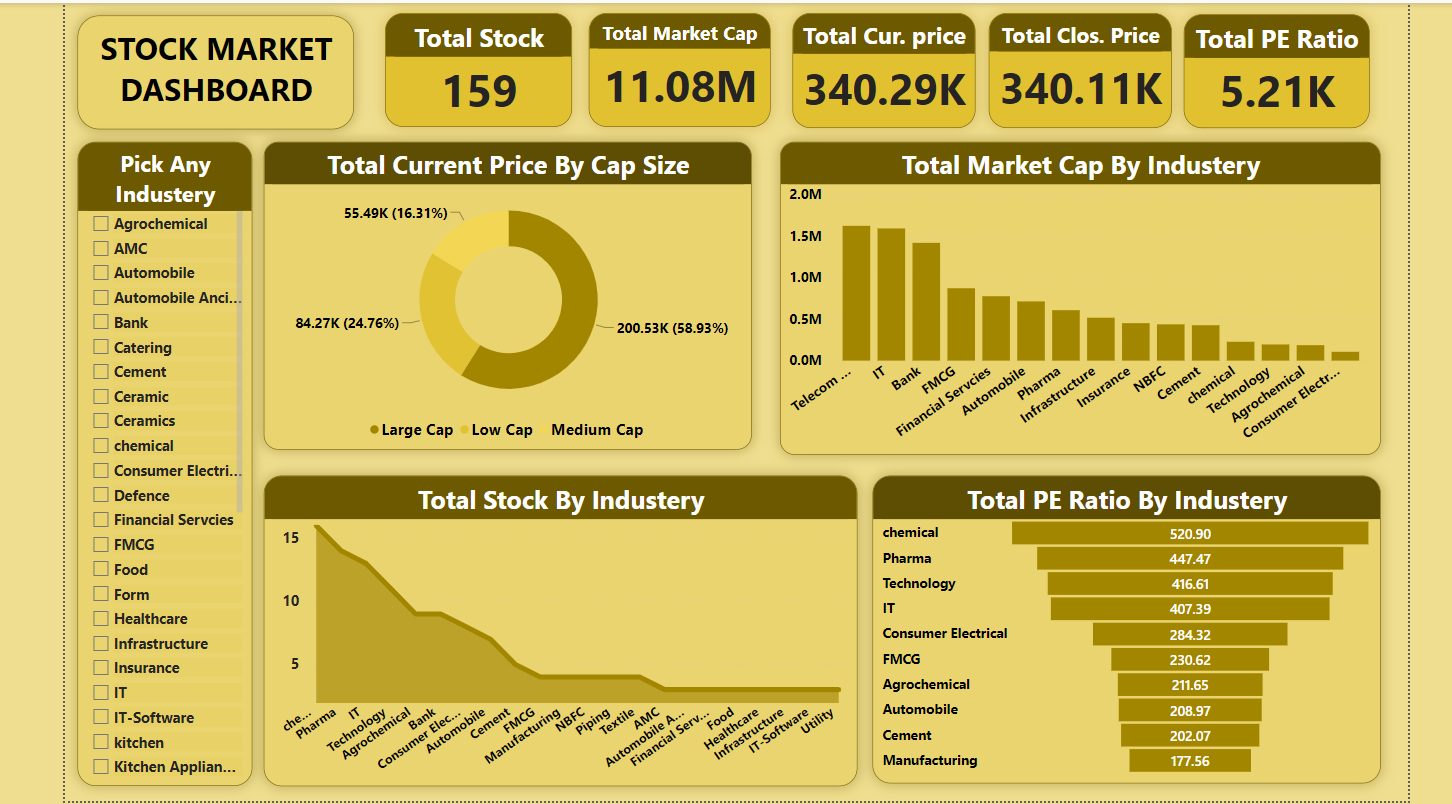 STOCK MARKET
DASHBOARD
Total Stock
159
Total Market Cap
11.08M
Total Cur. price
340.29K
Total Clos. Price
340.11K
Total PE Ratio
5.21K
Pick Any
Industery
Agrochemical
AMC
Automobile
Automobile Anci...
Bank
Catering
Cement
Ceramic
Ceramics
chemical
Consumer Electri...
Defence
Financial Servcies
FMCG
Food
Form
Healthcare
Infrastructure
Insurance
IT
IT-Software
kitchen
Kitchen Applian...
Total Current Price By Cap Size
55.49K (16.31%)
84.27K (24.76%)
200.53K (58.93%)
Large Cap Low Cap Medium Cap
Total Market Cap By Industery
2.0M
1.5M
1.0M
0.5M
0.0M
Telecom ...
IT
Bank
FMCG
Financial Servcies
Automobile
Pharma
Infrastructure
Insurance
NBFC
Cement
chemical
Technology
Agrochemical
Consumer Electr...
Total Stock By Industery
15
10
5
che...
Pharma
IT
Technology
Agrochemical
Bank
Consumer Elec...
Automobile
Cement
FMCG
Manufacturing
NBFC
Piping
Textile
AMC
Automobile A...
Financial Serv...
Food
Healthcare
Infrastructure
IT-Software
Utility
Total PE Ratio By Industery
chemical 520.90
Pharma 447.47
Technology 416.61
IT 407.39
Consumer Electrical 284.32
FMCG 230.62
Agrochemical 211.65
Automobile 208.97
Cement 202.07
Manufacturing 177.56